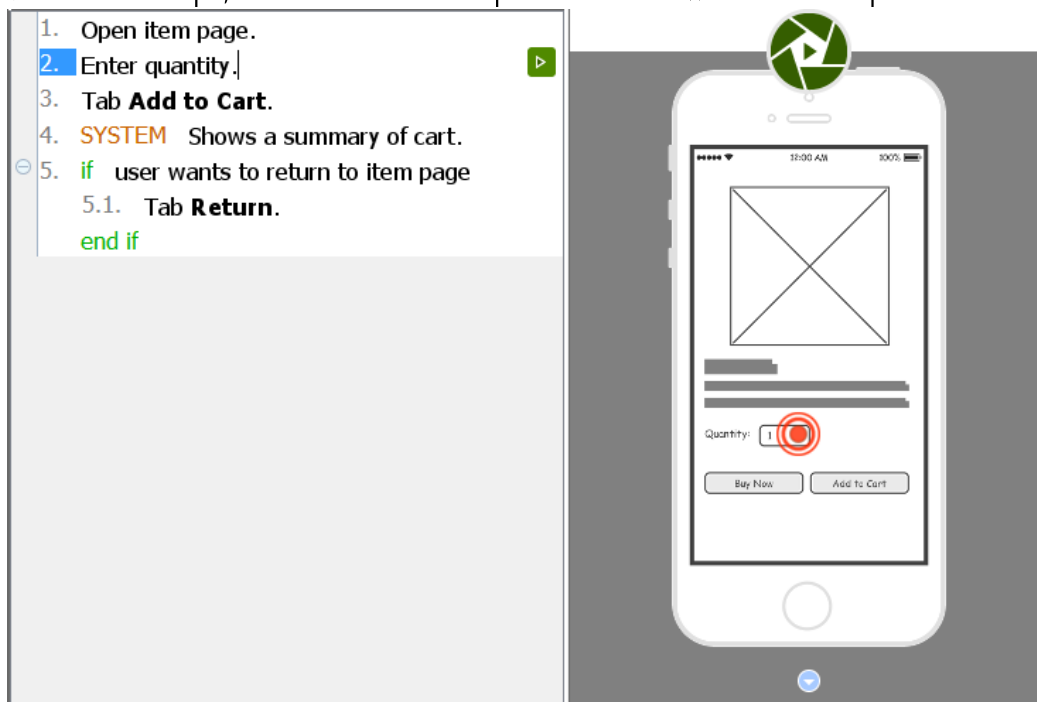 1. Open item page.
2. Enter quantity.
3. Tab Add to Cart.
4. SYSTEM Shows a summary of cart.
5. if user wants to return to item page
5.1. Tab Return.
end if
12:00 AM 100%
Quantity: 1
Buy Now Add to Cart